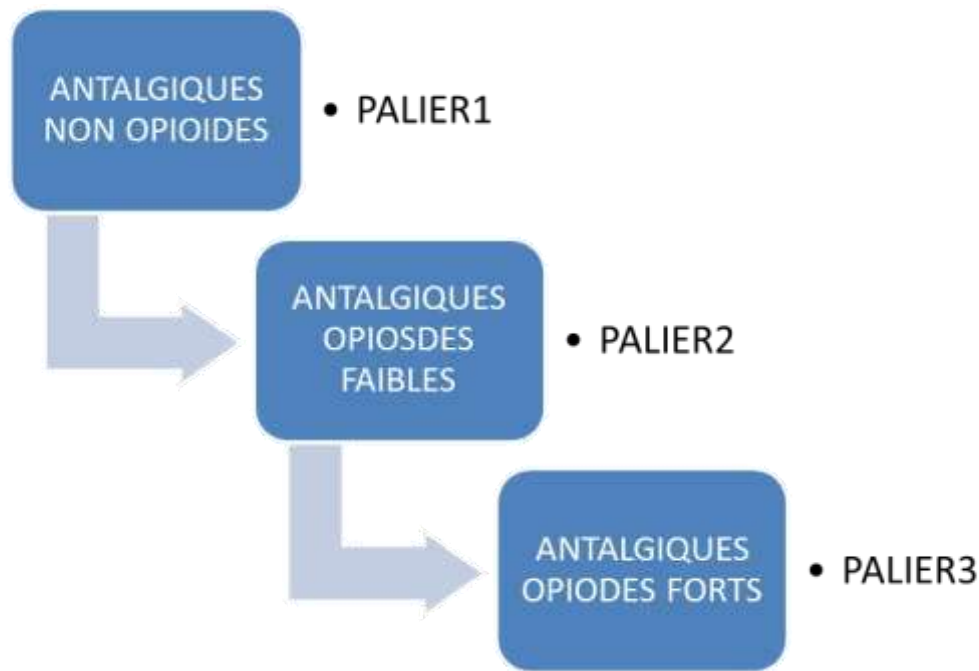 ANTALGIQUES
NON OPIOIDES
• PALIER1
ANTALGIQUES
OPIOSDES
FAIBLES
• PALIER2
ANTALGIQUES
OPIODES FORTS
• PALIER3